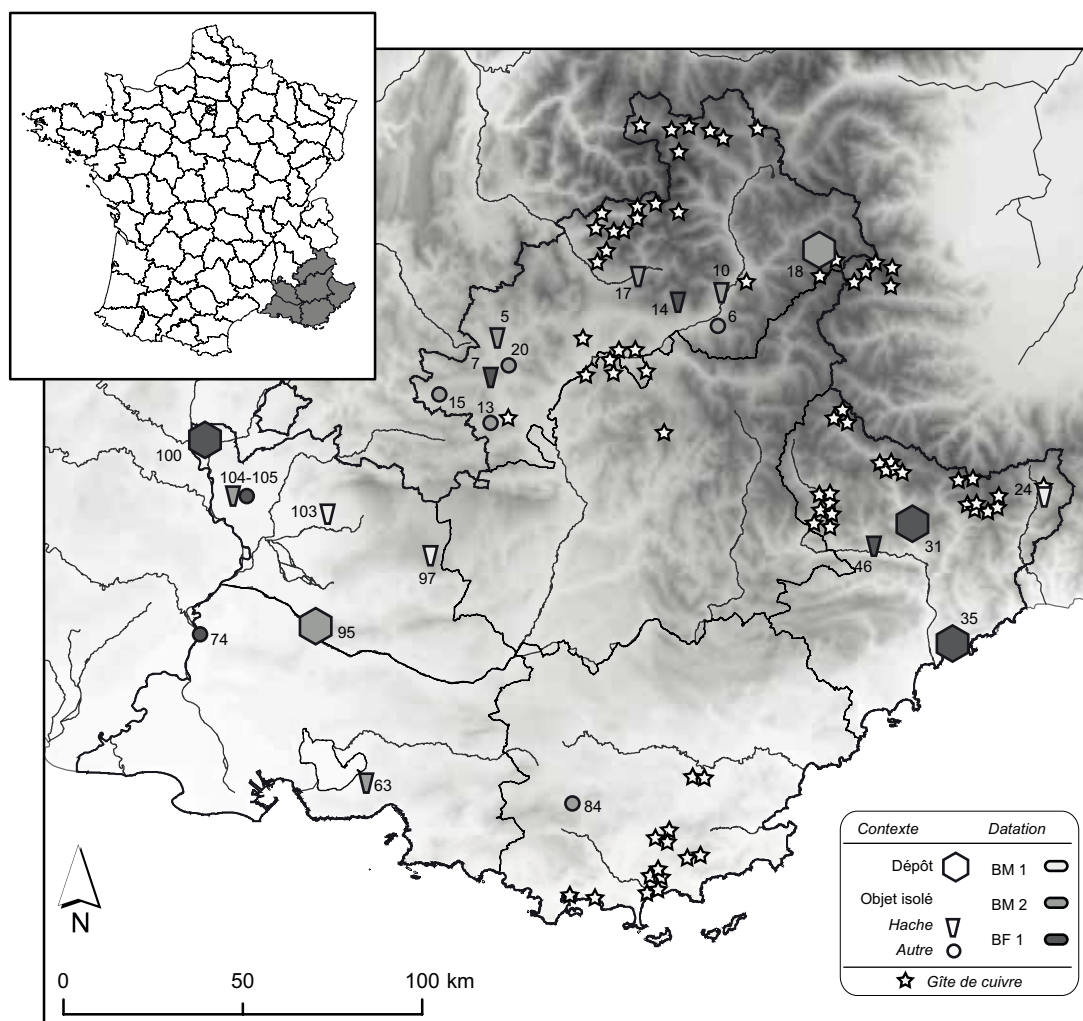 18
10
17
14
5
6
20
7
15
13
100
104-105
24
103
31
46
97
35
95
74
63
84
Contexte Datation
Dépôt BM 1
Objet isolé BM 2
Hache
BF 1
Autre
Gîte de cuivre
N
0 50 100 km